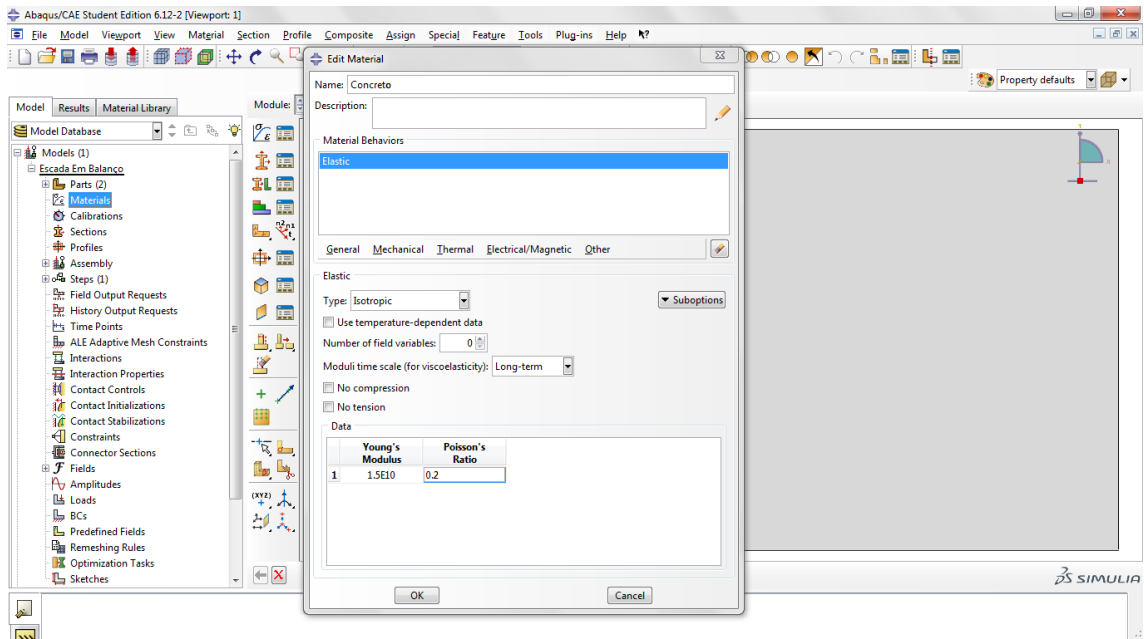 Abaqus/CAE Student Edition 6.12-2 [Viewport: 1]
File Model Viewport View Material Section Profile Composite Assign Special Feature Tools Plug-ins Help
Property defaults
Model Results Material Library
Module:
Model Database
Models (1)
Escada Em Balanço
Parts (2)
Materials
Calibrations
Sections
Profiles
Assembly
Steps (1)
Field Output Requests
History Output Requests
Time Points
ALE Adaptive Mesh Constraints
Interactions
Interaction Properties
Contact Controls
Contact Initializations
Contact Stabilizations
Constraints
Connector Sections
Fields
Amplitudes
Loads
BCs
Predefined Fields
Remeshing Rules
Optimization Tasks
Sketches
(XYZ)
Edit Material
Name: Concreto
Description:
Material Behaviors
Elastic
General Mechanical Thermal Electrical/Magnetic Other
Elastic
Type: Isotropic
Suboptions
Use temperature-dependent data
Number of field variables: 0
Moduli time scale (for viscoelasticity): Long-term
No compression
No tension
Data
Young's Modulus
Poisson's Ratio
1 1.5E10 0.2
OK Cancel
SIMULIA